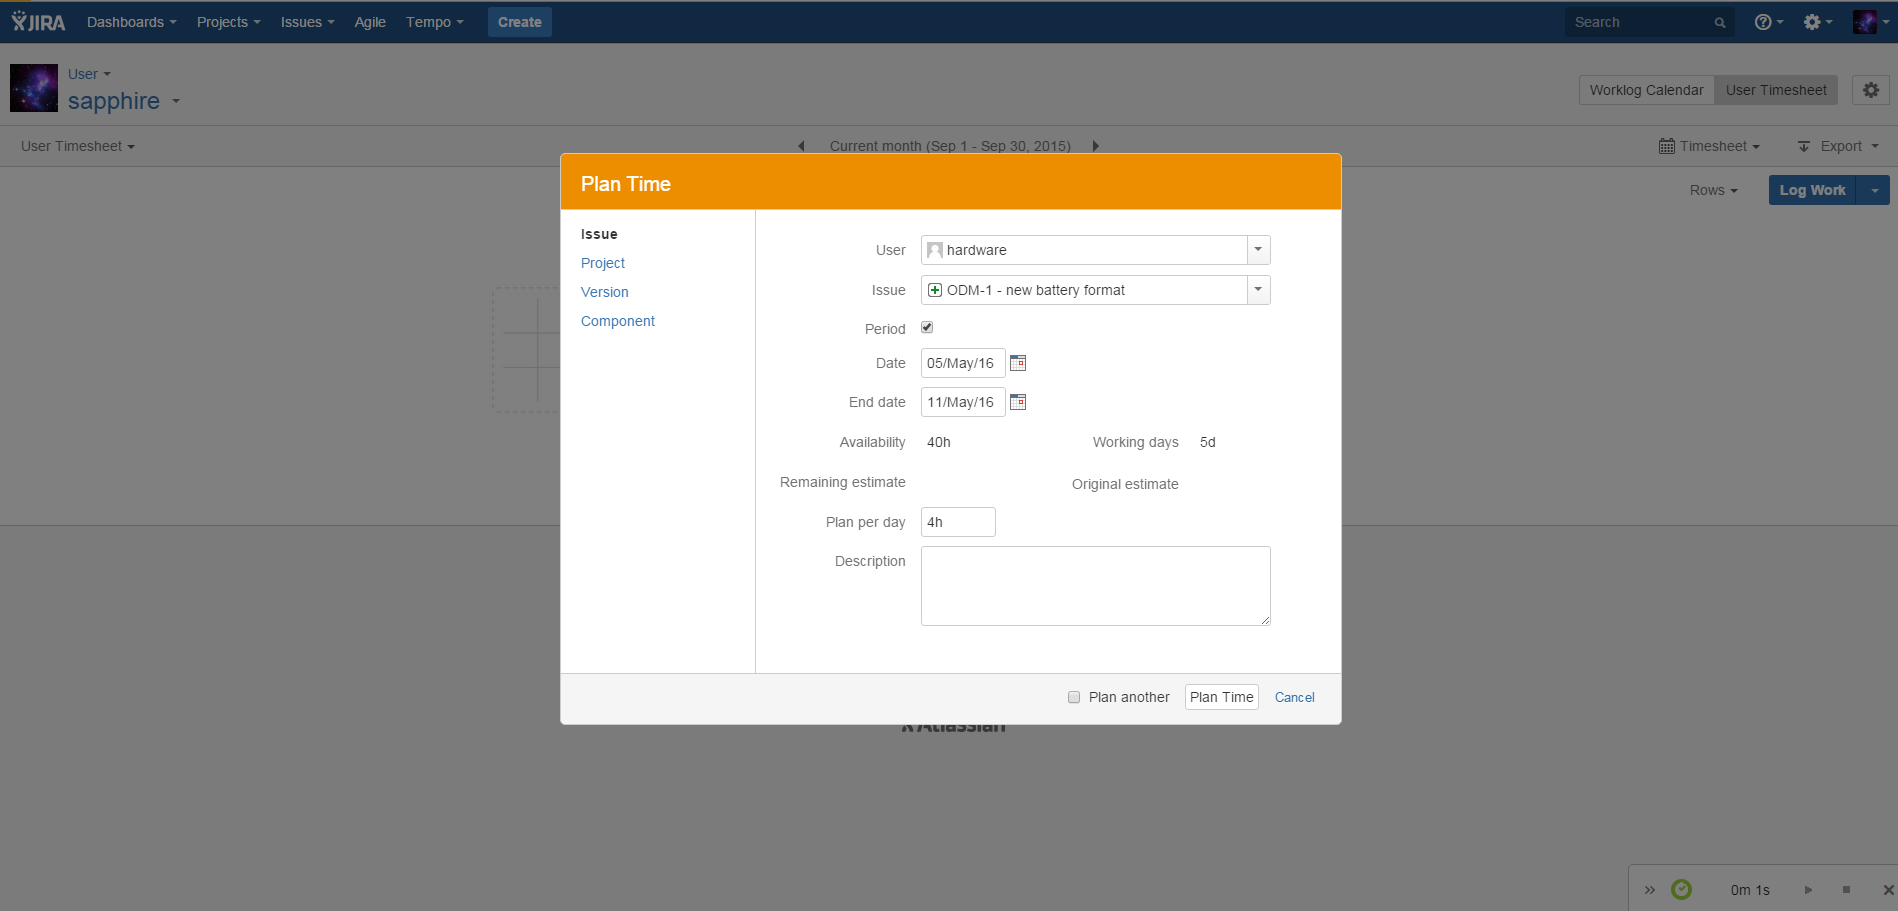 JIRA Dashboards Projects Issues Agile Tempo Create Search
User
sapphire
Worklog Calendar User Timesheet
User Timesheet Current month (Sep 1 - Sep 30, 2015) Timesheet Export
Rows Log Work
Plan Time
Issue
Project
Version
Component
User hardware
Issue ODM-1 - new battery format
Period
Date 05/May/16
End date 11/May/16
Availability 40h Working days 5d
Remaining estimate Original estimate
Plan per day 4h
Description
Plan another Plan Time Cancel
Atlassian
0m 1s